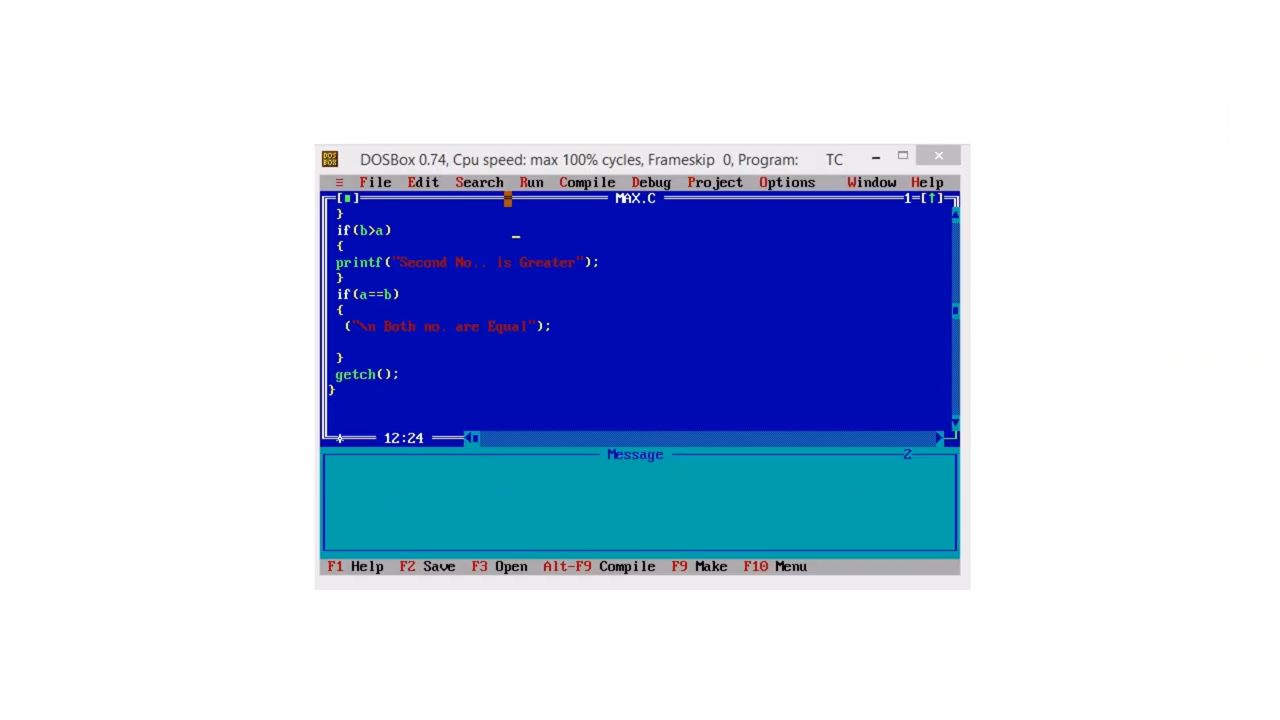 DOSBox 0.74, Cpu speed: max 100% cycles, Frameskip 0, Program: TC
≡ File Edit Search Run Compile Debug Project Options Window Help
[■] MAX.C 1=[↑]
}
if(b>a)
{
printf("Second No.. is Greater");
}
if(a==b)
{
("\n Both no. are Equal");
}
getch();
}
12:24
Message 2
F1 Help F2 Save F3 Open Alt-F9 Compile F9 Make F10 Menu